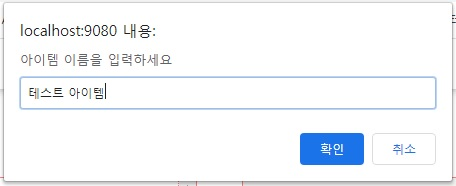 localhost:9080 내용:
아이템 이름을 입력하세요
테스트 아이템
확인 취소